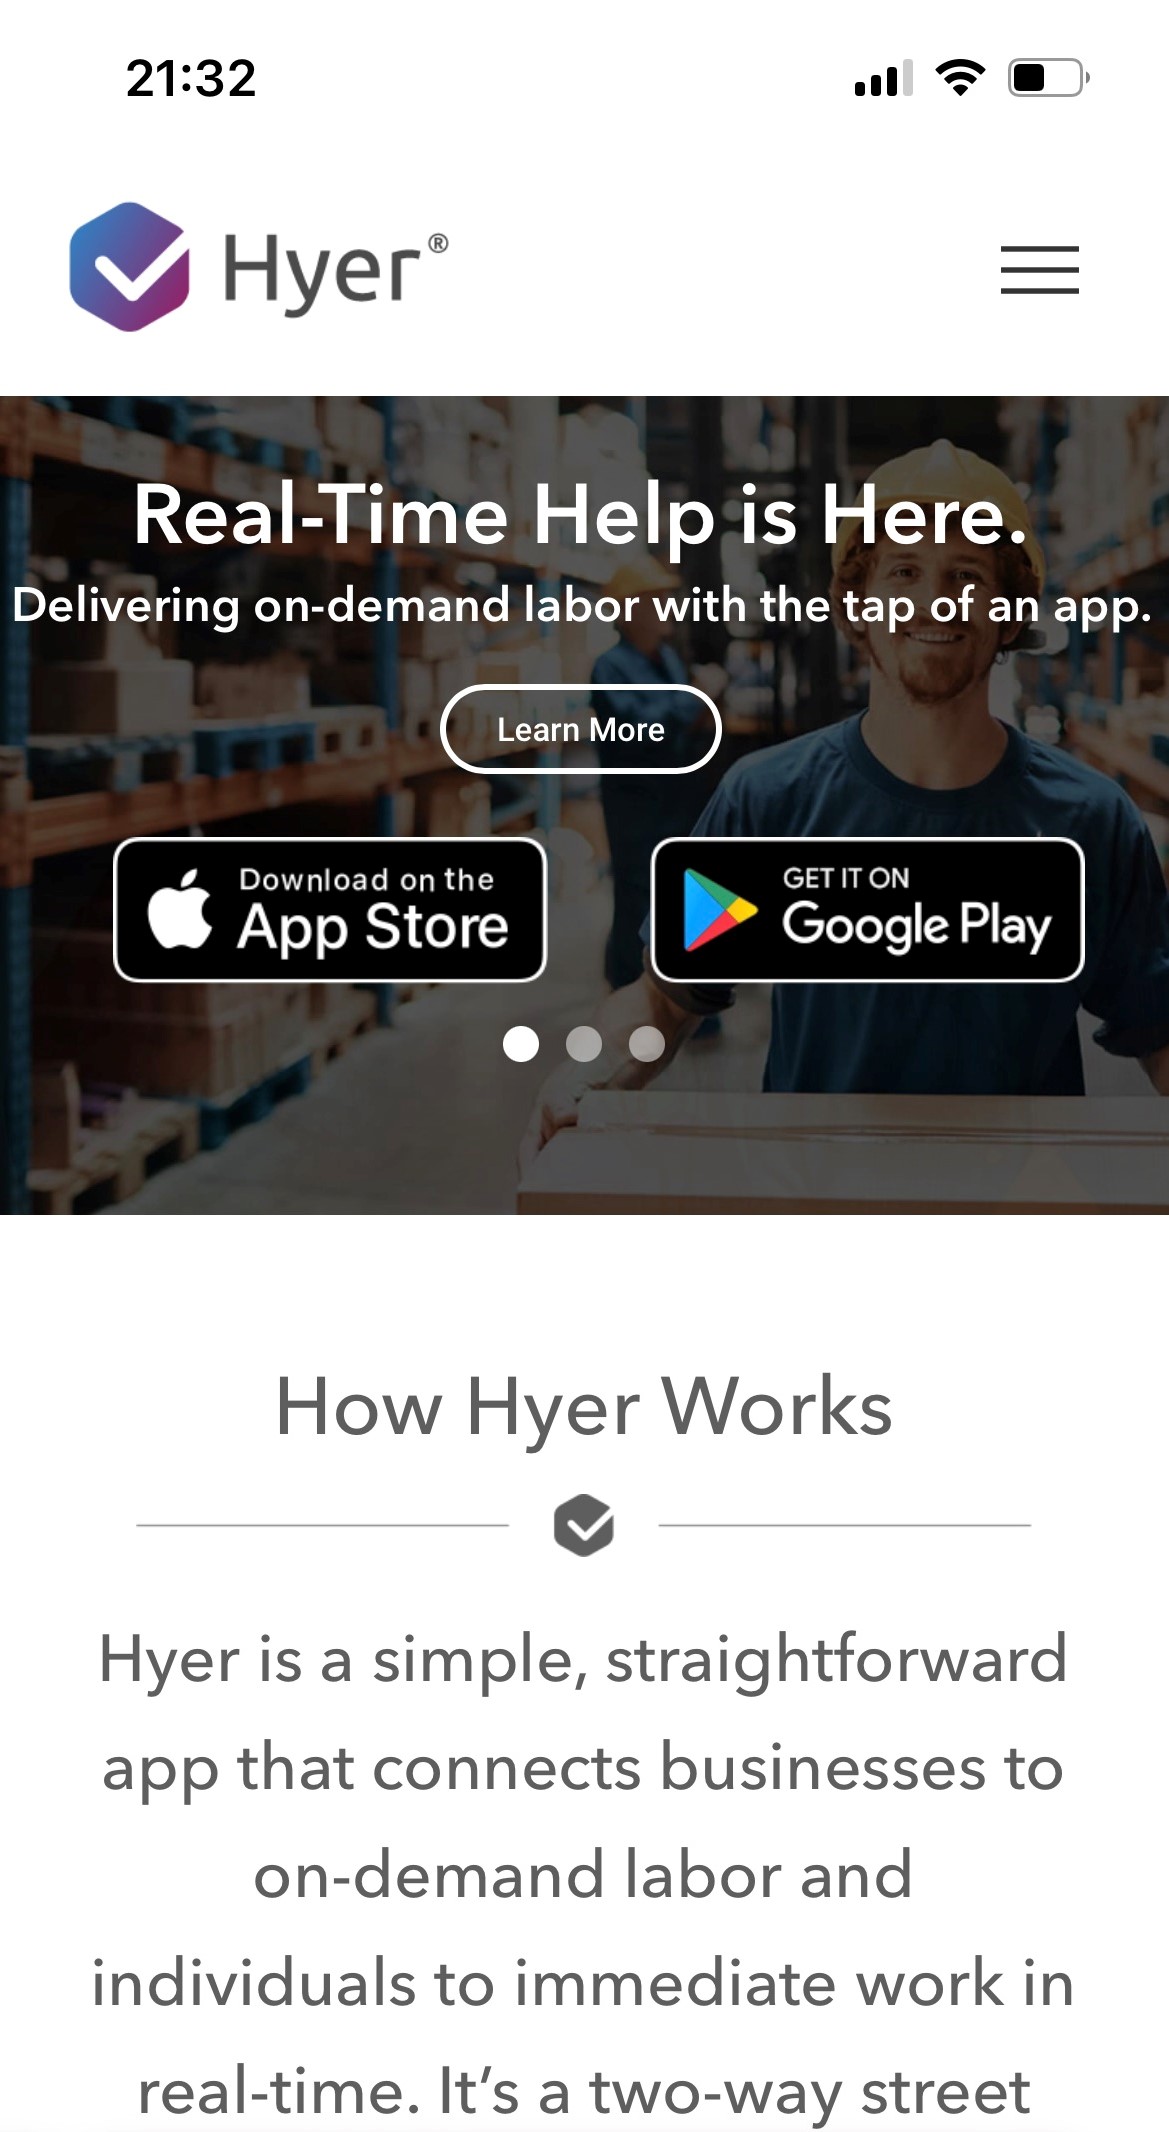 21:32
Hyer®
Real-Time Help is Here.
Delivering on-demand labor with the tap of an app.
Learn More
Download on the
App Store
GET IT ON
Google Play
How Hyer Works
Hyer is a simple, straightforward
app that connects businesses to
on-demand labor and
individuals to immediate work in
real-time. It’s a two-way street